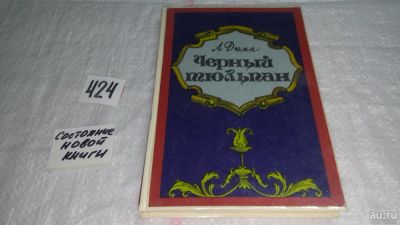 424
Состояние
новой
книги
А. Дюма
Черный
тюльпан
au.ru